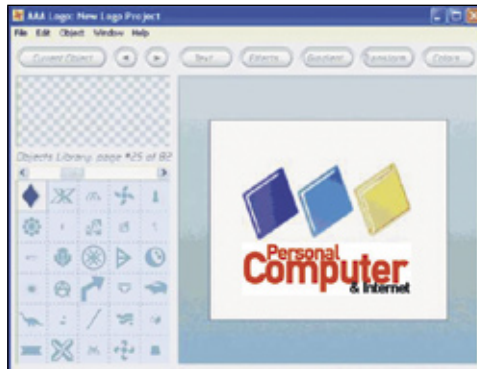 AAA Logo: New Logo Project
File Edit Object Window Help
Current Object Text Effects Gradient Transform Colors
Objects Library: page #25 of 82
Personal
Computer
& Internet